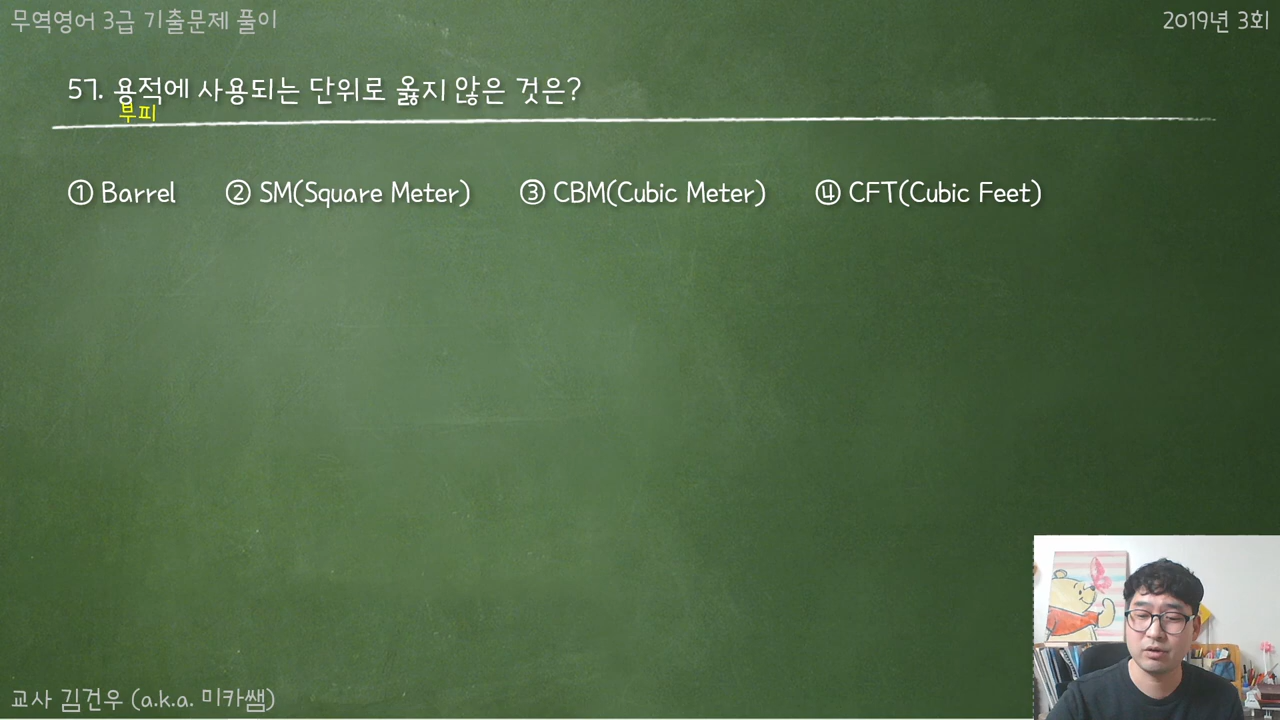 무역영어 3급 기출문제 풀이
2019년 3회
57. 용적에 사용되는 단위로 옳지 않은 것은?
부피
① Barrel ② SM(Square Meter) ③ CBM(Cubic Meter) ④ CFT(Cubic Feet)
교사 김건우 (a.k.a. 미카쌤)